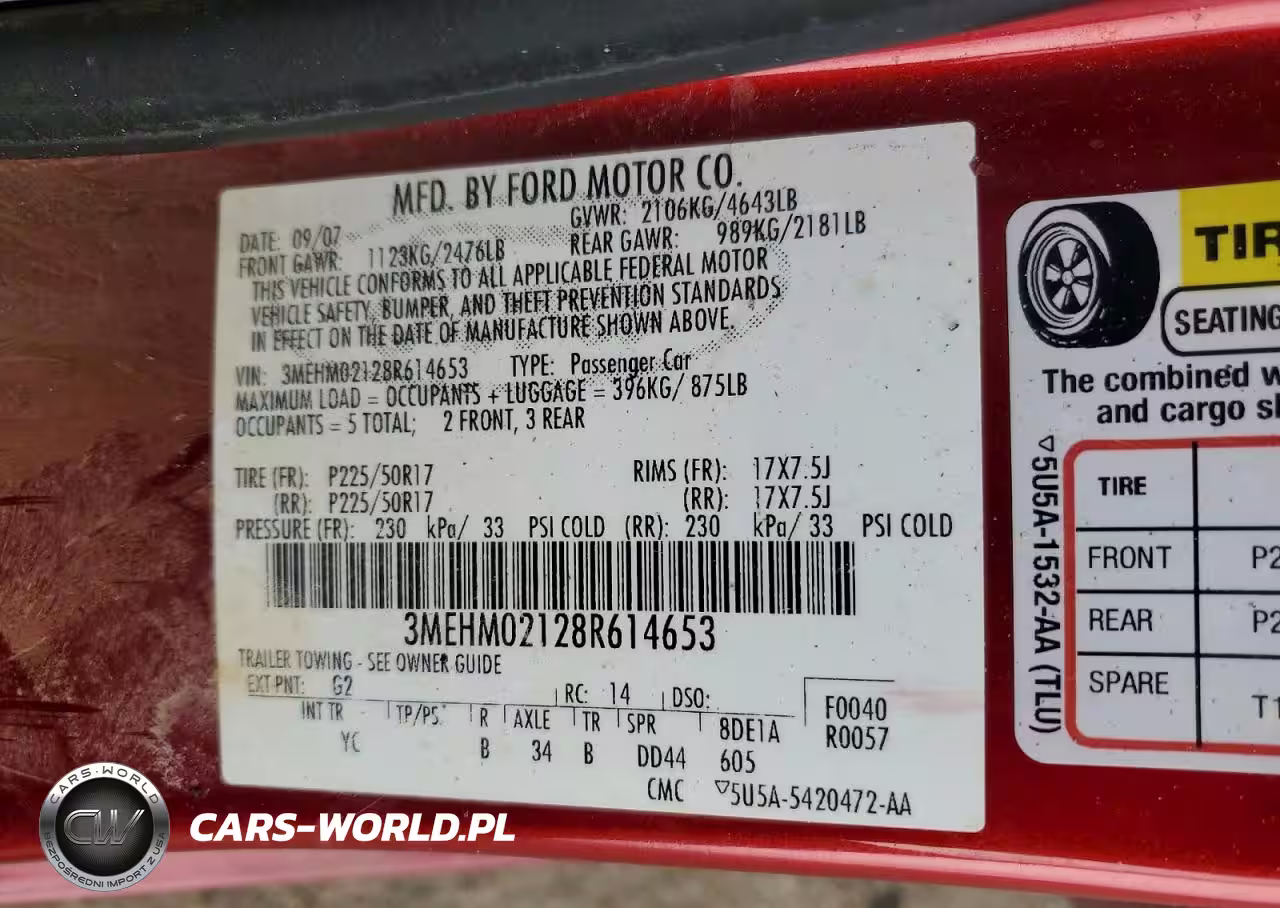 MFD. BY FORD MOTOR CO.
DATE: 09/07 GVWR: 2106KG/4643LB
FRONT GAWR: 1123KG/2476LB REAR GAWR: 989KG/2181LB
THIS VEHICLE CONFORMS TO ALL APPLICABLE FEDERAL MOTOR
VEHICLE SAFETY, BUMPER, AND THEFT PREVENTION STANDARDS
IN EFFECT ON THE DATE OF MANUFACTURE SHOWN ABOVE.
VIN: 3MEHM02128R614653 TYPE: Passenger Car
MAXIMUM LOAD = OCCUPANTS + LUGGAGE = 396KG/ 875LB
OCCUPANTS = 5 TOTAL; 2 FRONT, 3 REAR
TIRE (FR): P225/50R17 RIMS (FR): 17X7.5J
(RR): P225/50R17 (RR): 17X7.5J
PRESSURE (FR): 230 kPa/ 33 PSI COLD (RR): 230 kPa/ 33 PSI COLD
3MEHM02128R614653
TRAILER TOWING - SEE OWNER GUIDE
EXT PNT: G2 RC: 14 DSO: F0040
INT TR TP/PS R AXLE TR SPR 8DE1A R0057
YC B 34 B DD44 605
CMC ▽5U5A-5420472-AA
TIR
SEATING
The combined w
and cargo sh
▽5U5A-1532-AA (TLU)
TIRE
FRONT P2
REAR P2
SPARE T1
CARS-WORLD
CW
BEZPOŚREDNI IMPORT Z USA
CARS-WORLD.PL